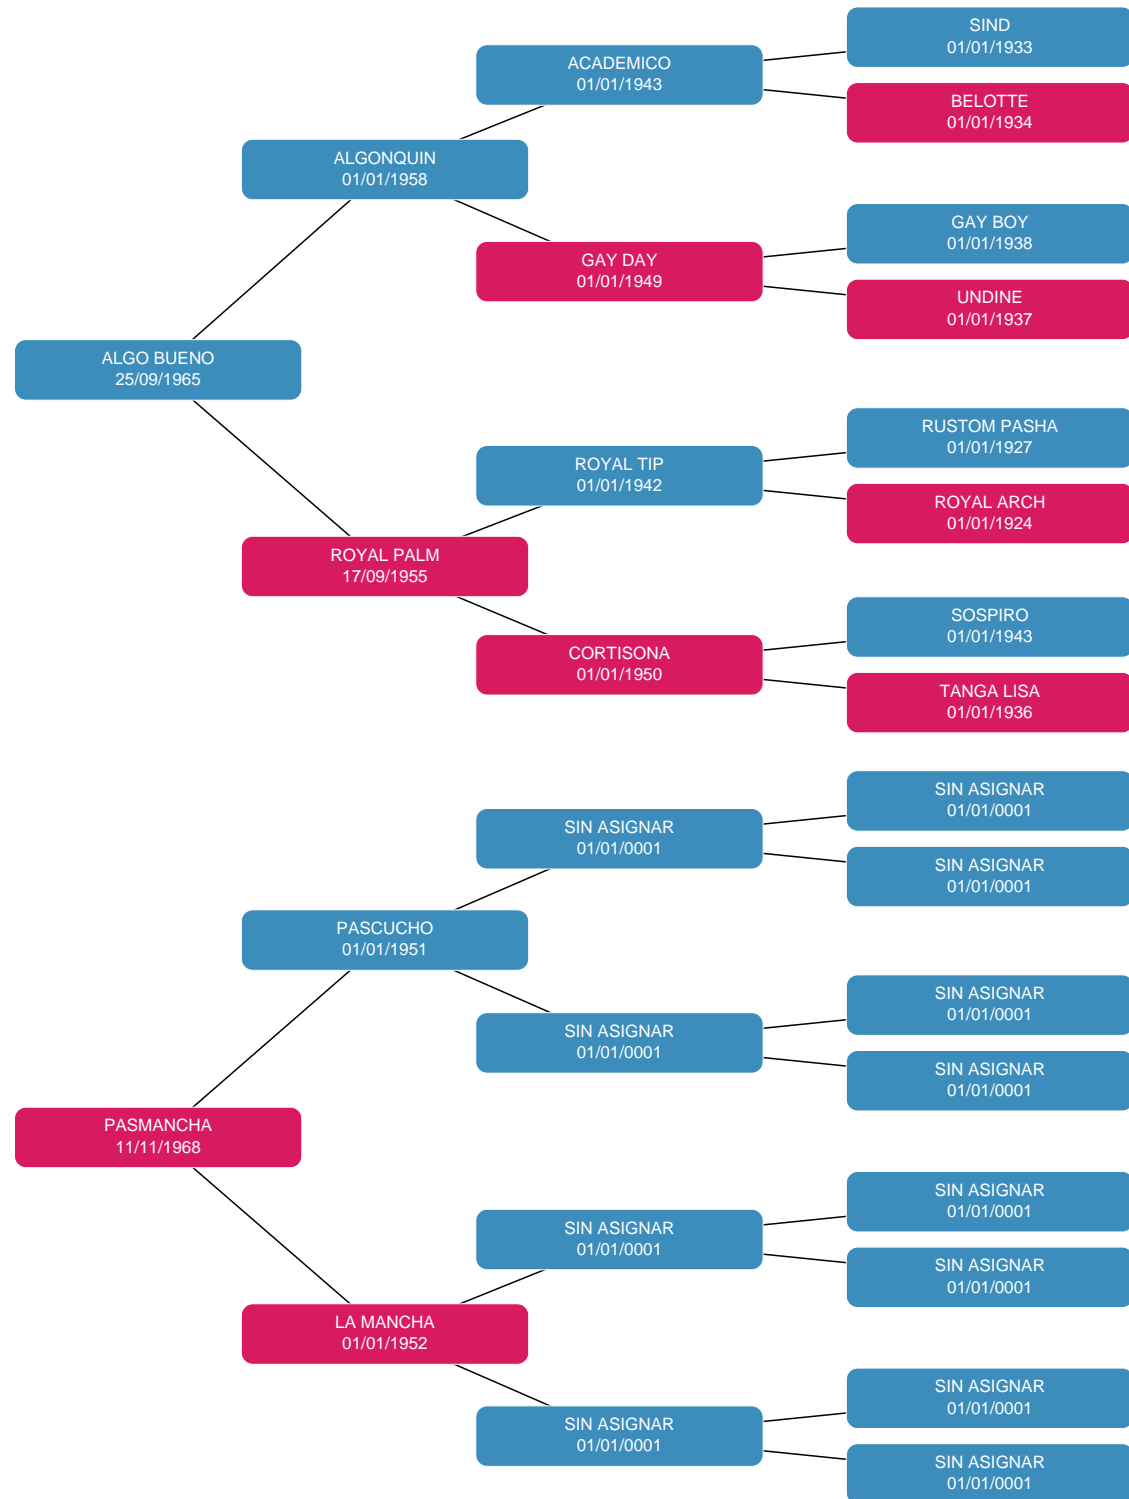 SIND
01/01/1933
ACADEMICO
01/01/1943
BELOTTE
01/01/1934
ALGONQUIN
01/01/1958
GAY BOY
01/01/1938
GAY DAY
01/01/1949
UNDINE
01/01/1937
ALGO BUENO
25/09/1965
RUSTOM PASHA
01/01/1927
ROYAL TIP
01/01/1942
ROYAL ARCH
01/01/1924
ROYAL PALM
17/09/1955
SOSPIRO
01/01/1943
CORTISONA
01/01/1950
TANGA LISA
01/01/1936
SIN ASIGNAR
01/01/0001
SIN ASIGNAR
01/01/0001
SIN ASIGNAR
01/01/0001
PASCUCHO
01/01/1951
SIN ASIGNAR
01/01/0001
SIN ASIGNAR
01/01/0001
SIN ASIGNAR
01/01/0001
PASMANCHA
11/11/1968
SIN ASIGNAR
01/01/0001
SIN ASIGNAR
01/01/0001
SIN ASIGNAR
01/01/0001
LA MANCHA
01/01/1952
SIN ASIGNAR
01/01/0001
SIN ASIGNAR
01/01/0001
SIN ASIGNAR
01/01/0001